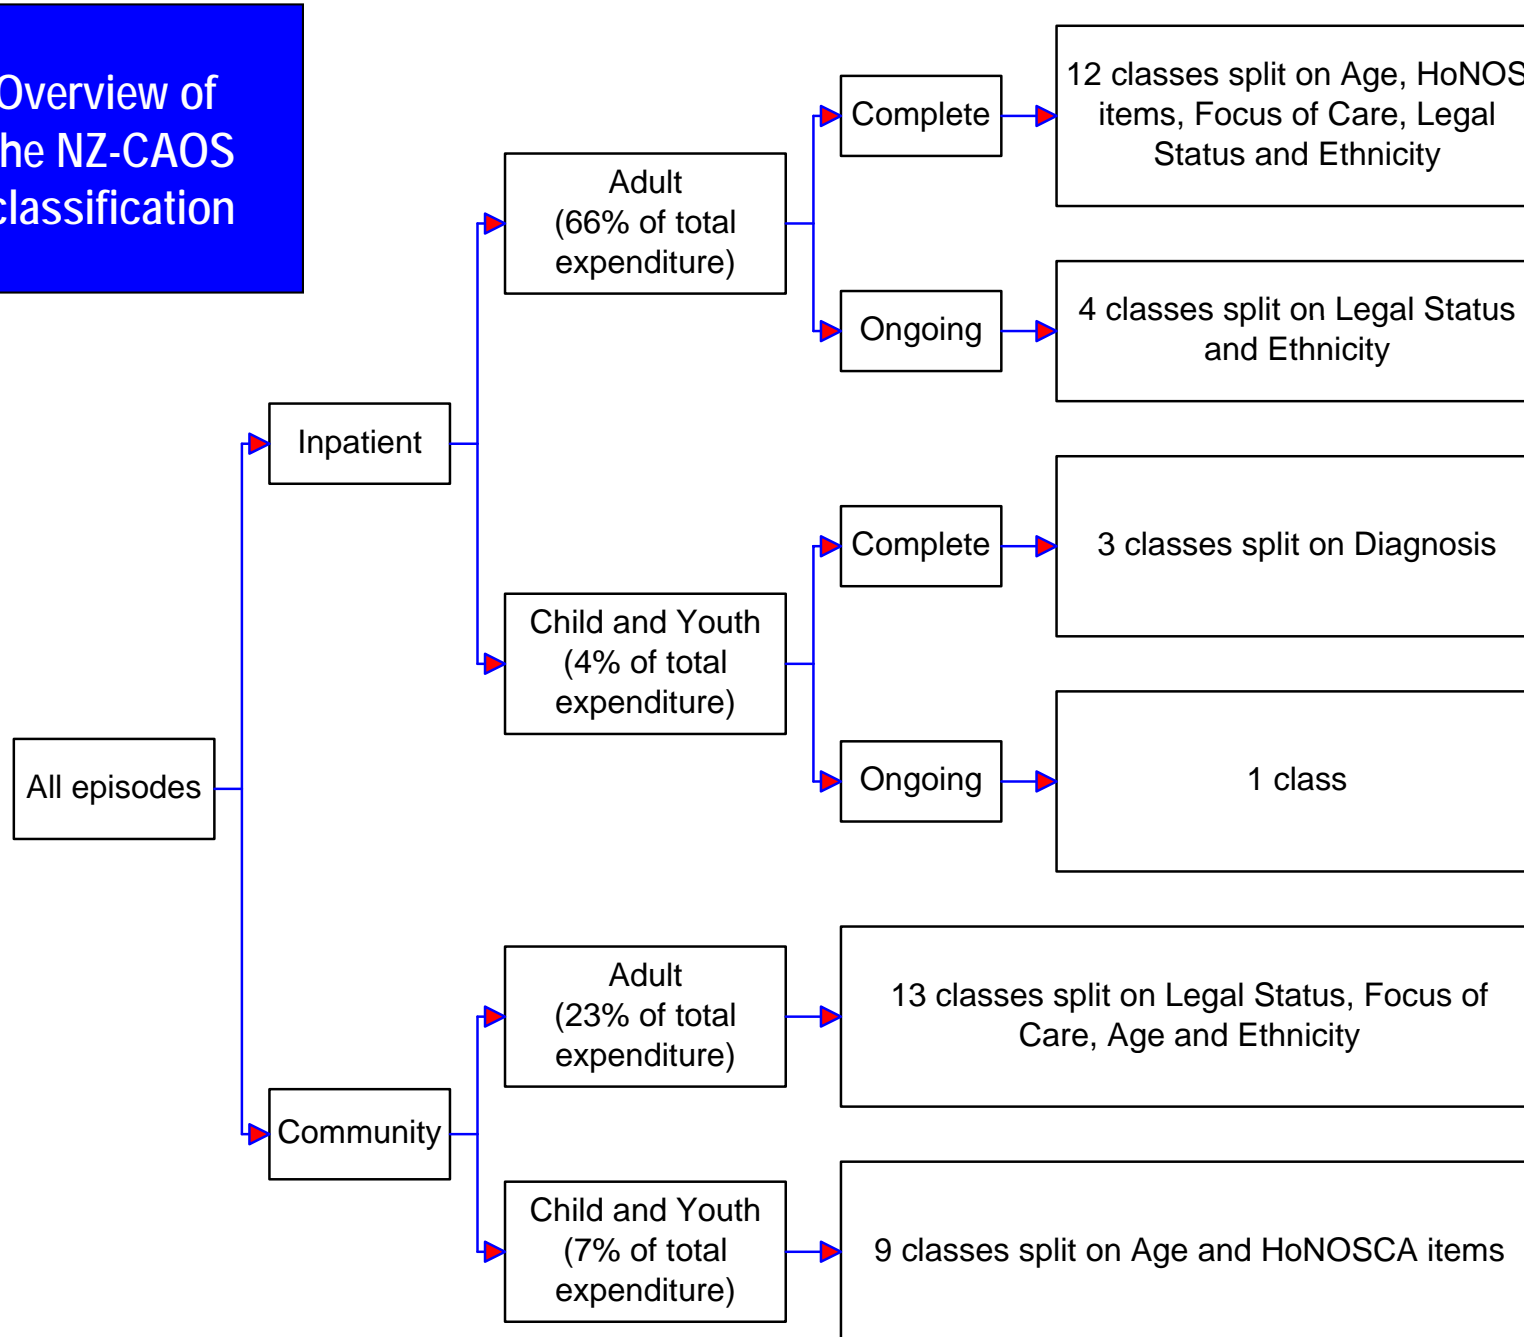 Overview of
he NZ-CAOS
classification
All episodes
Inpatient
Community
Adult
(66% of total
expenditure)
Child and Youth
(4% of total
expenditure)
Adult
(23% of total
expenditure)
Child and Youth
(7% of total
expenditure)
Complete
Ongoing
Complete
Ongoing
12 classes split on Age, HoNOS
items, Focus of Care, Legal
Status and Ethnicity
4 classes split on Legal Status
and Ethnicity
3 classes split on Diagnosis
1 class
13 classes split on Legal Status, Focus of
Care, Age and Ethnicity
9 classes split on Age and HoNOSCA items